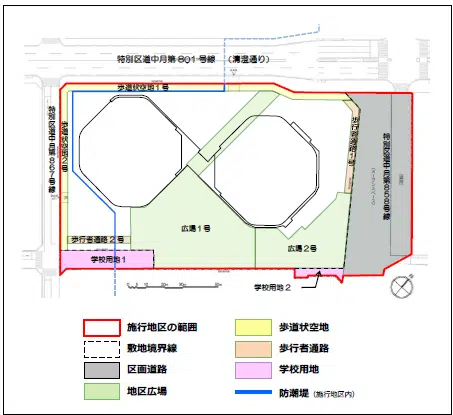 特別区道中月第801号線 （清澄通り）
歩道状空地1号
特別区道中月第867号線
歩道状空地2号
歩行者通路1号
特別区道中月第858号線
広場1号
広場2号
歩行者通路2号
学校用地1
学校用地2
施行地区の範囲
敷地境界線
区画道路
地区広場
歩道状空地
歩行者通路
学校用地
防潮堤（施行地区内）